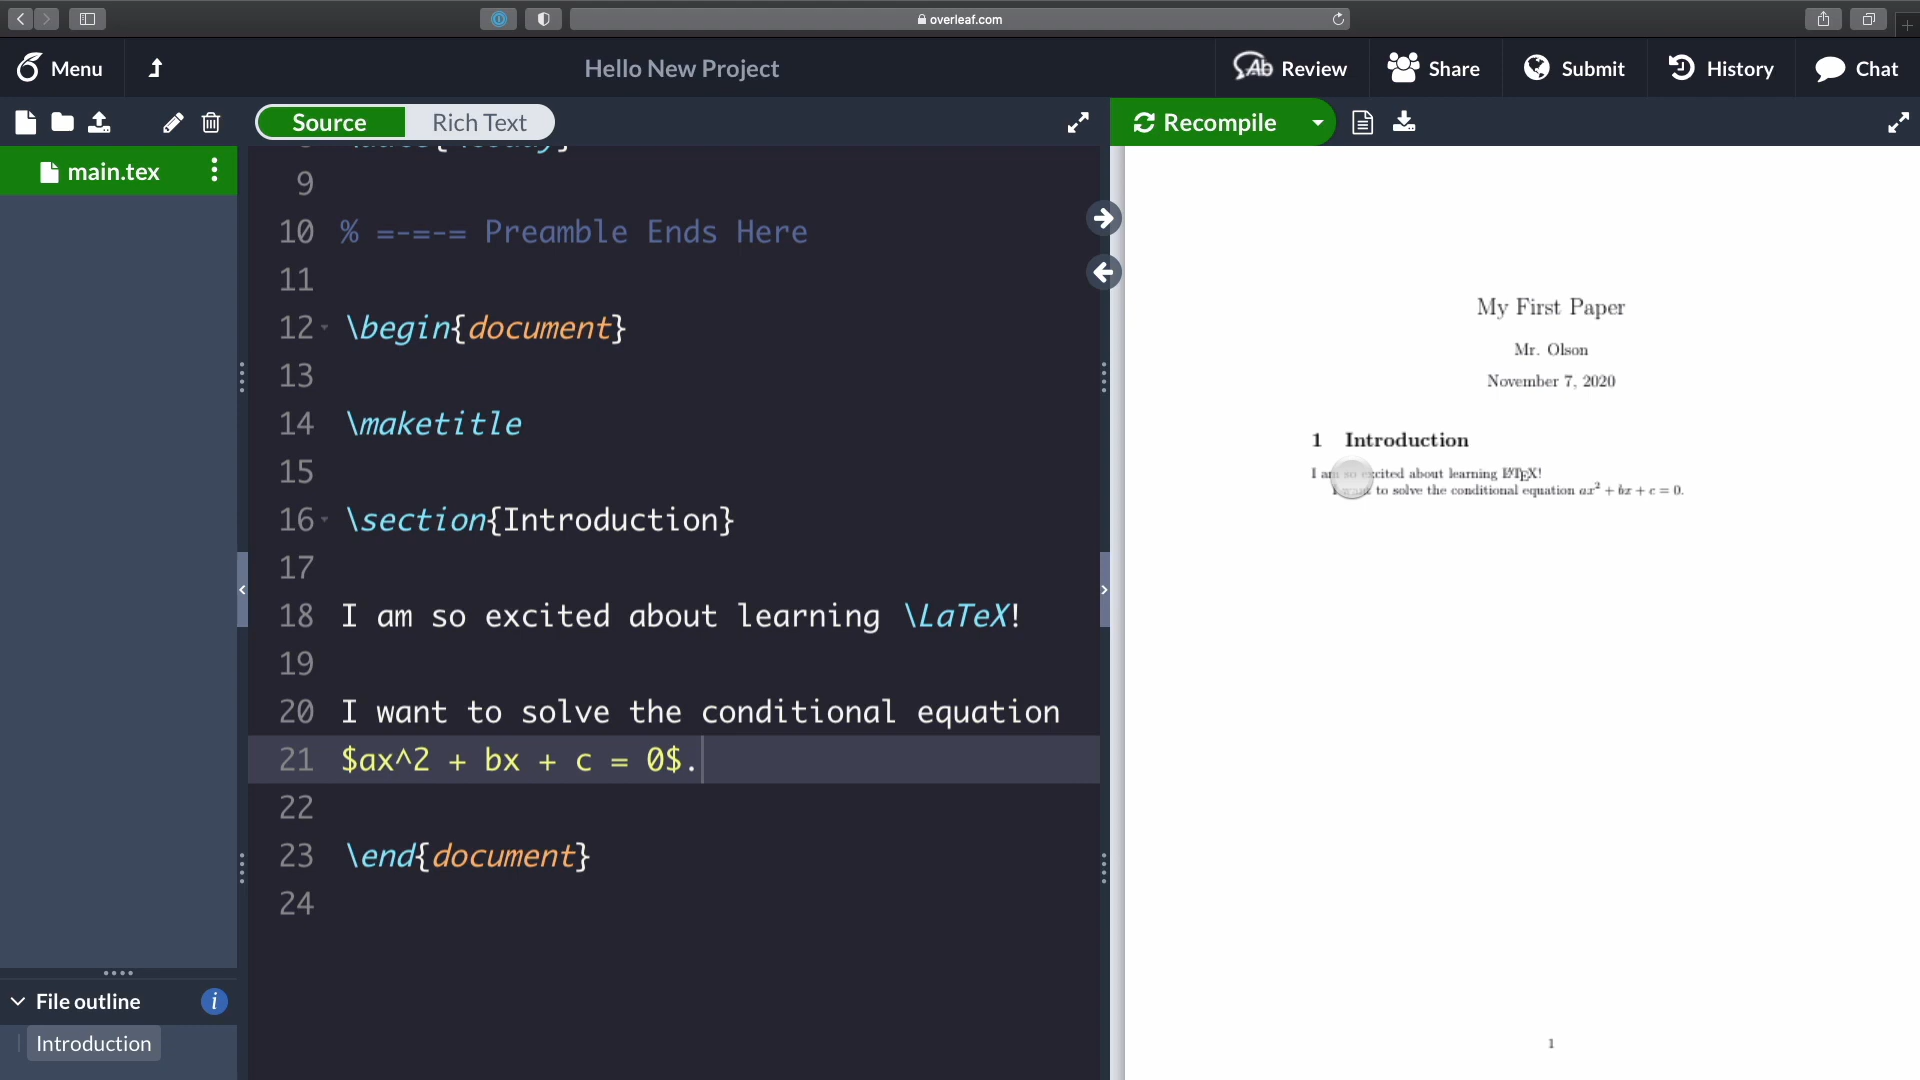 overleaf.com
Menu
Hello New Project
Review
Share
Submit
History
Chat
Source
Rich Text
Recompile
main.tex
9
10 % =-=-= Preamble Ends Here
11
12 \begin{document}
13
14 \maketitle
15
16 \section{Introduction}
17
18 I am so excited about learning \LaTeX!
19
20 I want to solve the conditional equation
21 $ax^2 + bx + c = 0$.
22
23 \end{document}
24
File outline
Introduction
My First Paper
Mr. Olson
November 7, 2020
1 Introduction
I am so excited about learning LATEX!
I want to solve the conditional equation ax² + bx + c = 0.
1